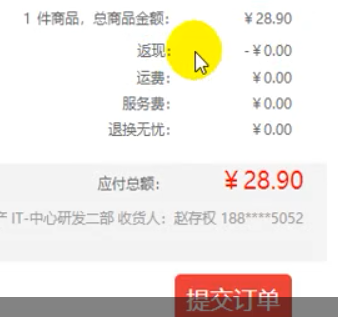 1 件商品，总商品金额： ￥28.90
返现： -￥0.00
运费： ￥0.00
服务费： ￥0.00
退换无忧： ￥0.00
应付总额： ￥28.90
IT-中心研发二部 收货人：赵存权 188****5052
提交订单